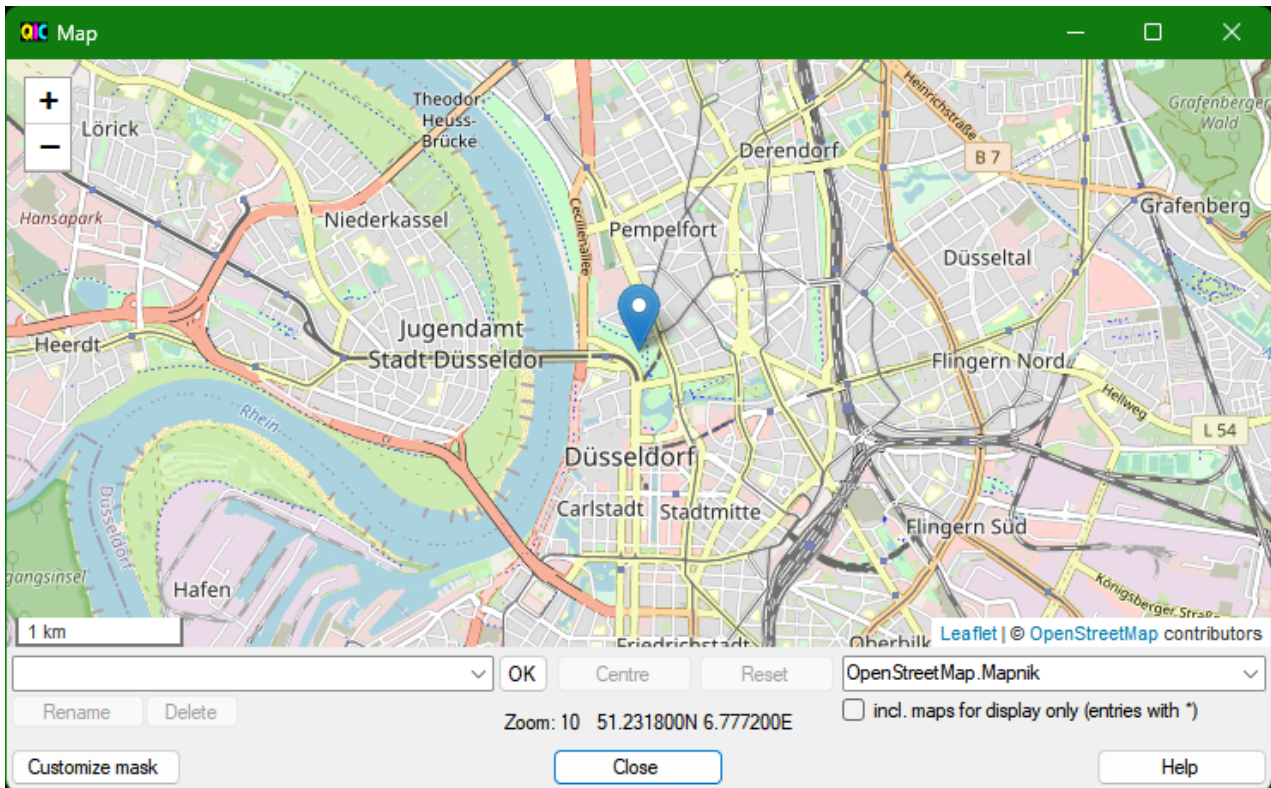 Map
+
−
Lörick
Theodor-
Heuss-
Brücke
Heinrichstraße
Grafenberger
Wald
Derendorf
B 7
Hansapark
Niederkassel
Cecilienallee
Pempelfort
Grafenberg
Düsseltal
Jugendamt
Stadt Düsseldor
Heerdt
Flingern Nord
Hellweg
Rhein
L 54
Düsseldorf
Düsseldorf
Carlstadt
Stadtmitte
Flingern Süd
gangsinsel
Hafen
Königsberger Straß
1 km
Friedrichstadt
Oberbilk
Leaflet | © OpenStreetMap contributors
OK
Centre
Reset
OpenStreetMap.Mapnik
Rename
Delete
Zoom: 10 51.231800N 6.777200E
incl. maps for display only (entries with *)
Customize mask
Close
Help